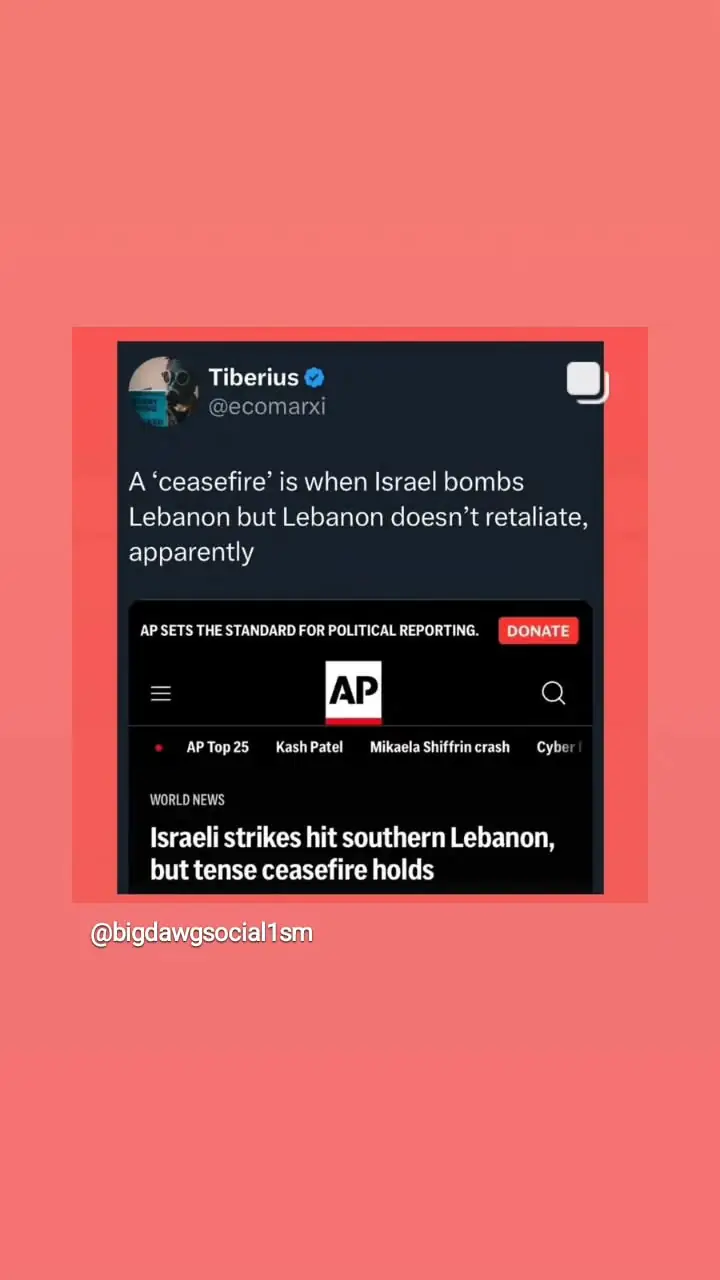 Tiberius
@ecomarxi
A ‘ceasefire’ is when Israel bombs
Lebanon but Lebanon doesn’t retaliate,
apparently
AP SETS THE STANDARD FOR POLITICAL REPORTING.
DONATE
AP
AP Top 25 Kash Patel Mikaela Shiffrin crash Cyber
WORLD NEWS
Israeli strikes hit southern Lebanon,
but tense ceasefire holds
@bigdawgsocial1sm